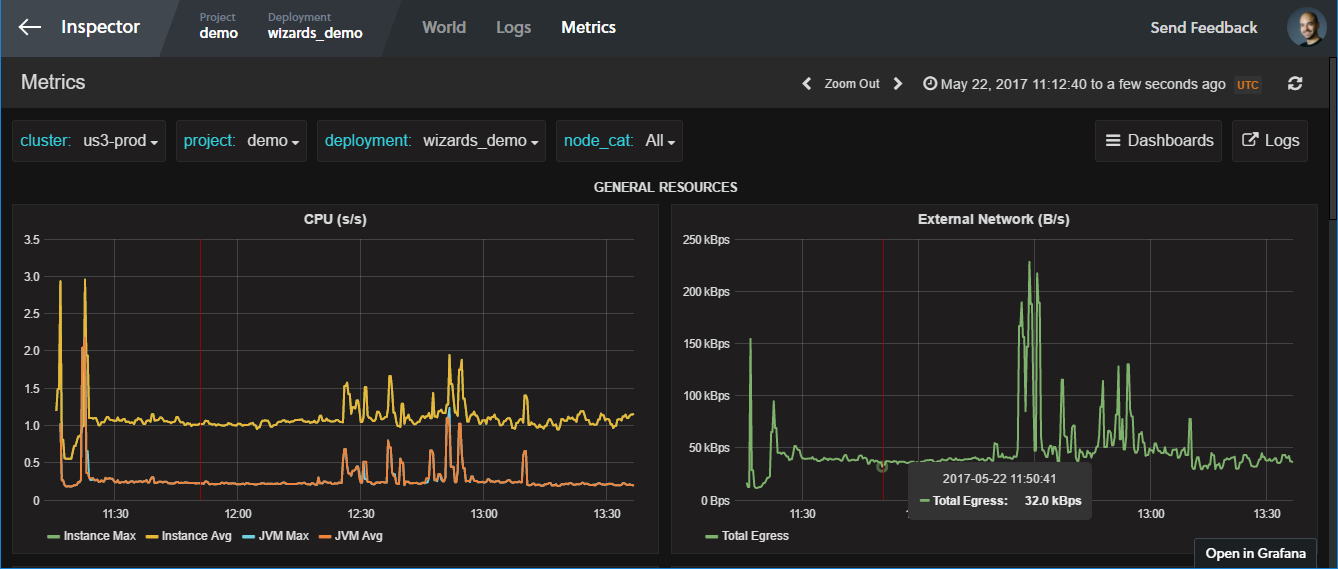 Inspector
Project
demo
Deployment
wizards_demo
World Logs Metrics
Send Feedback
Metrics
Zoom Out
May 22, 2017 11:12:40 to a few seconds ago UTC
cluster: us3-prod
project: demo
deployment: wizards_demo
node_cat: All
Dashboards
Logs
GENERAL RESOURCES
CPU (s/s)
3.5
3.0
2.5
2.0
1.5
1.0
0.5
0
11:30 12:00 12:30 13:00 13:30
Instance Max Instance Avg JVM Max JVM Avg
External Network (B/s)
250 kBps
200 kBps
150 kBps
100 kBps
50 kBps
0 Bps
2017-05-22 11:50:41
Total Egress: 32.0 kBps
11:30 13:00 13:30
Total Egress
Open in Grafana